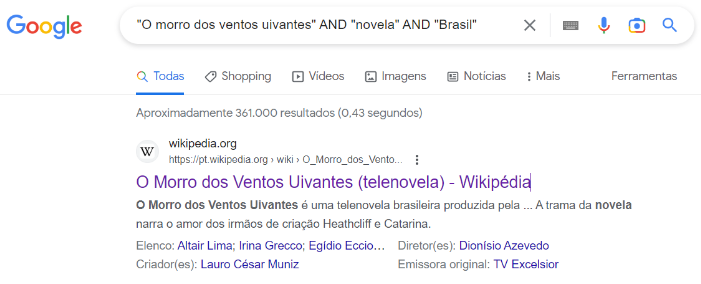 Google
"O morro dos ventos uivantes" AND "novela" AND "Brasil"
Todas Shopping Vídeos Imagens Notícias Mais Ferramentas
Aproximadamente 361.000 resultados (0,43 segundos)
W wikipedia.org
https://pt.wikipedia.org › wiki › O_Morro_dos_Vento...
O Morro dos Ventos Uivantes (telenovela) - Wikipédia
O Morro dos Ventos Uivantes é uma telenovela brasileira produzida pela ... A trama da novela
narra o amor dos irmãos de criação Heathcliff e Catarina.
Elenco: Altair Lima; Irina Grecco; Egídio Eccio… Diretor(es): Dionísio Azevedo
Criador(es): Lauro César Muniz Emissora original: TV Excelsior